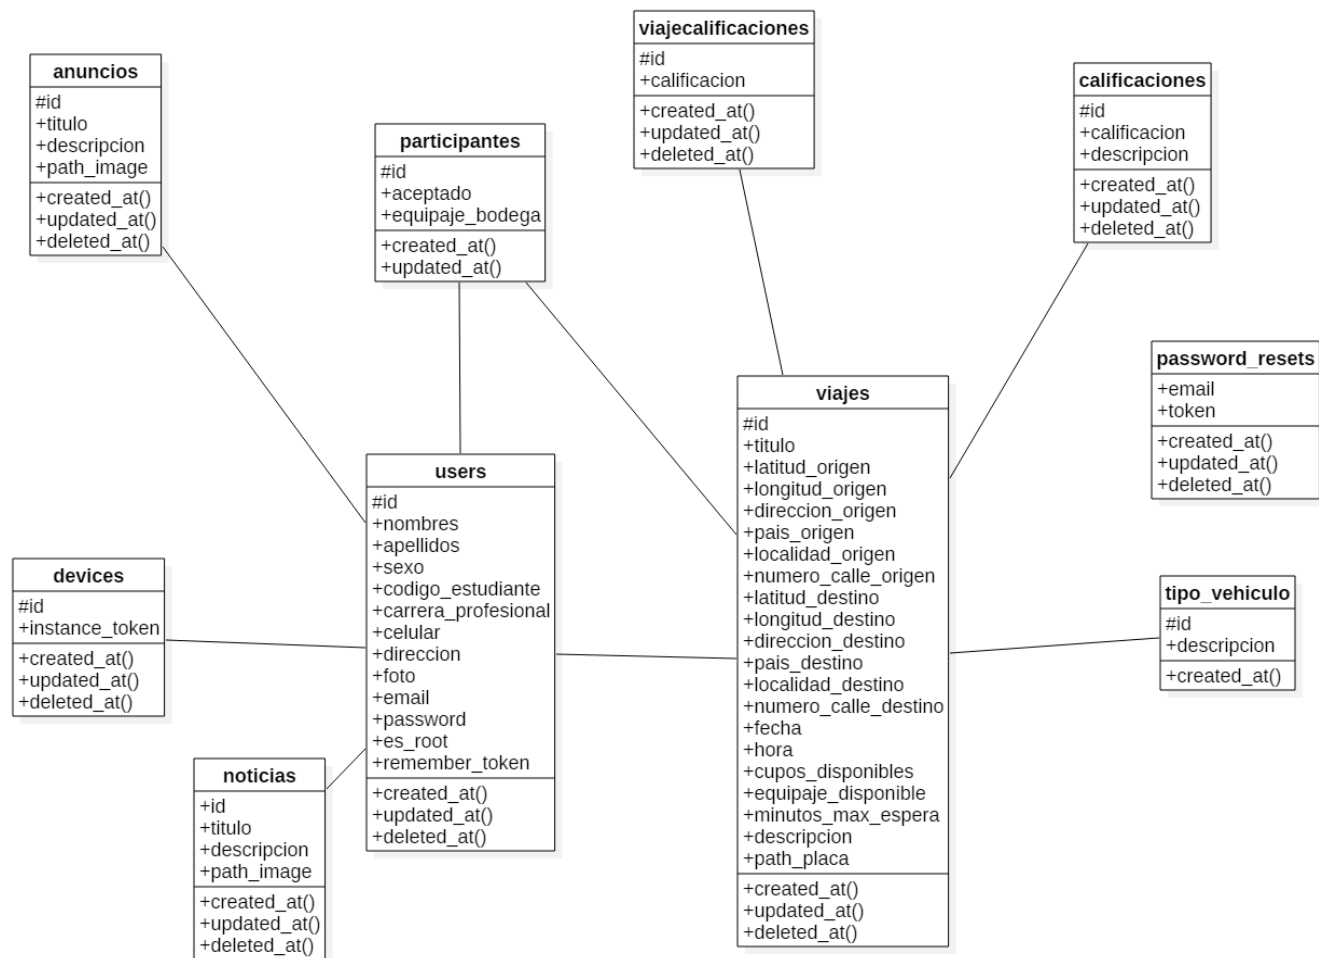 viajecalificaciones
#id
+calificacion
+created_at()
+updated_at()
+deleted_at()
anuncios
#id
+titulo
+descripcion
+path_image
+created_at()
+updated_at()
+deleted_at()
calificaciones
#id
+calificacion
+descripcion
+created_at()
+updated_at()
+deleted_at()
participantes
#id
+aceptado
+equipaje_bodega
+created_at()
+updated_at()
password_resets
+email
+token
+created_at()
+updated_at()
+deleted_at()
viajes
#id
+titulo
+latitud_origen
+longitud_origen
+direccion_origen
+pais_origen
+localidad_origen
+numero_calle_origen
+latitud_destino
+longitud_destino
+direccion_destino
+pais_destino
+localidad_destino
+numero_calle_destino
+fecha
+hora
+cupos_disponibles
+equipaje_disponible
+minutos_max_espera
+descripcion
+path_placa
+created_at()
+updated_at()
+deleted_at()
users
#id
+nombres
+apellidos
+sexo
+codigo_estudiante
+carrera_profesional
+celular
+direccion
+foto
+email
+password
+es_root
+remember_token
+created_at()
+updated_at()
+deleted_at()
devices
#id
+instance_token
+created_at()
+updated_at()
+deleted_at()
tipo_vehiculo
#id
+descripcion
+created_at()
noticias
+id
+titulo
+descripcion
+path_image
+created_at()
+updated_at()
+deleted_at()